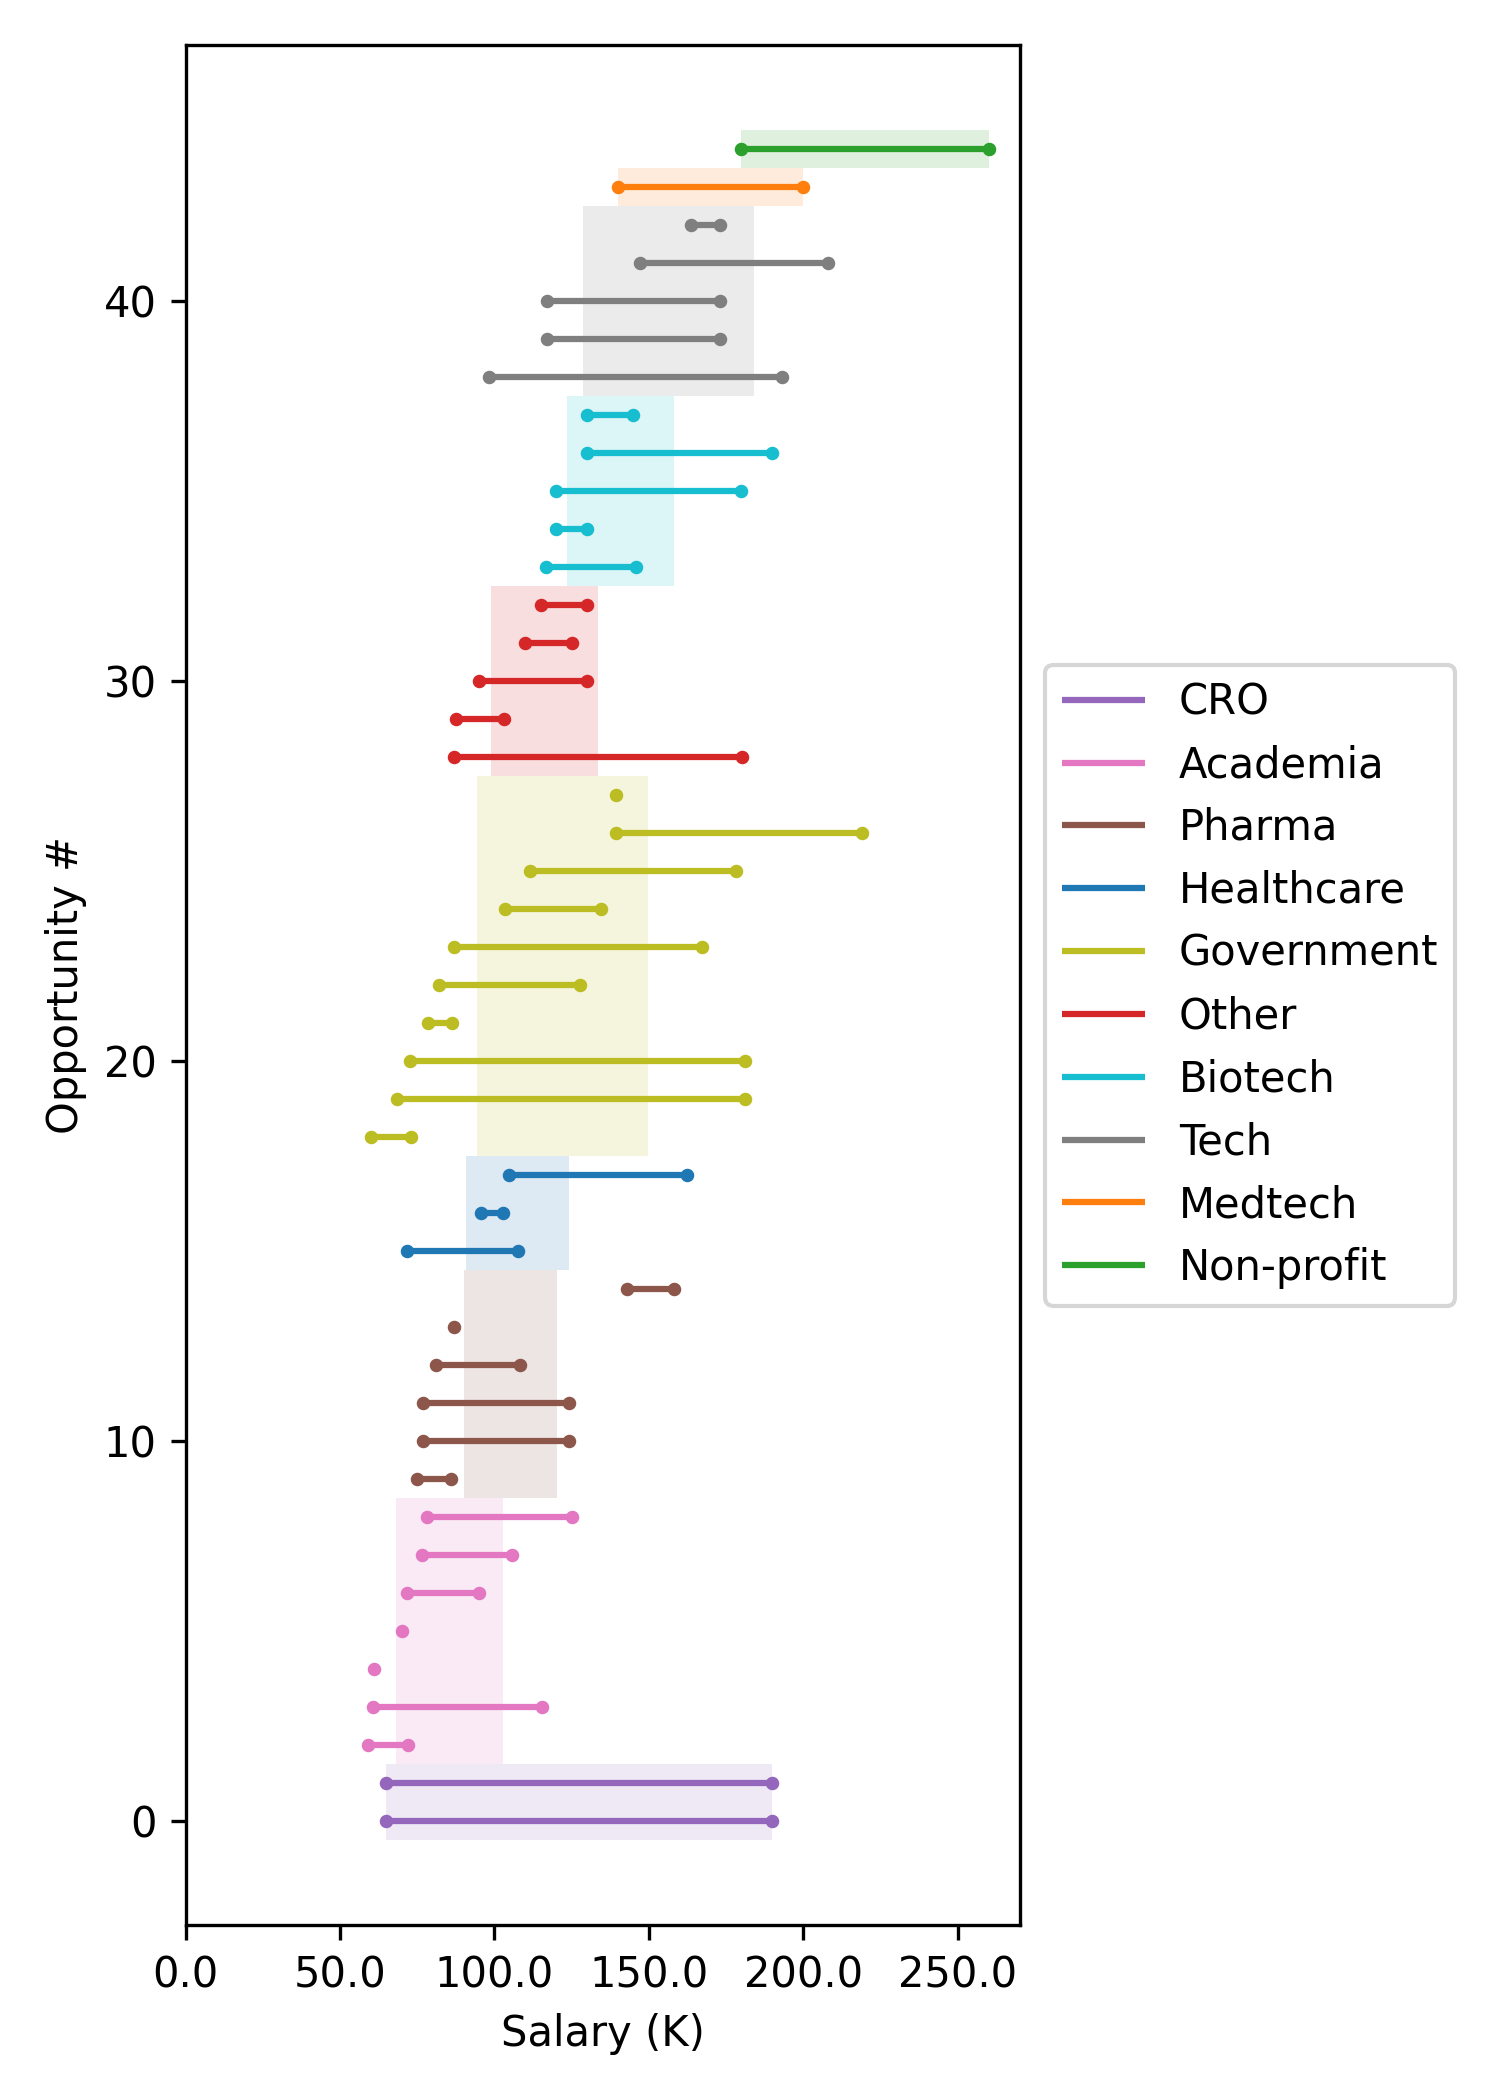 40
30
20
10
0
Opportunity #
0.0 50.0 100.0 150.0 200.0 250.0
Salary (K)
CRO
Academia
Pharma
Healthcare
Government
Other
Biotech
Tech
Medtech
Non-profit